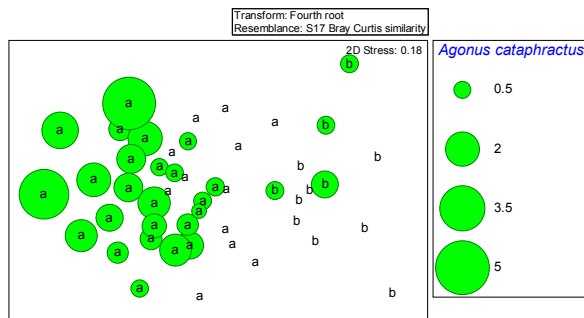 Transform: Fourth root
Resemblance: S17 Bray Curtis similarity
2D Stress: 0.18
Agonus cataphractus
0.5
2
3.5
5
b
a
a
a
a
b
a a
a a
a
a
b
a
a b
a
a a
b
a a
a a b b
a
a a b
a
a
b
a a a b
a a b
a a
a
a
a
a
a b